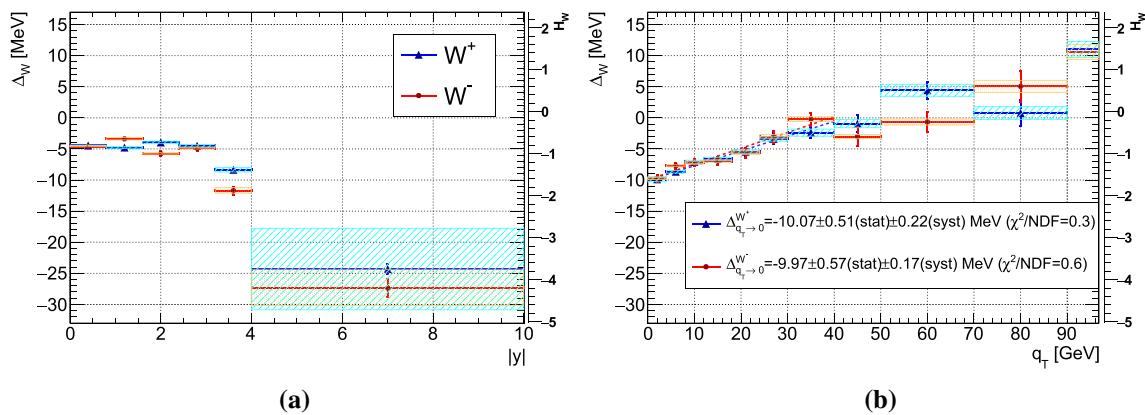 Δ_W [MeV]
15
10
5
0
−5
−10
−15
−20
−25
−30
0 2 4 6 8 10
|y|
W⁺
W⁻
H_W
2
1
0
−1
−2
−3
−4
−5
(a)
Δ_W [MeV]
15
10
5
0
−5
−10
−15
−20
−25
−30
0 10 20 30 40 50 60 70 80 90
q_T [GeV]
Δ^{W⁺}_{q_T→0}=-10.07±0.51(stat)±0.22(syst) MeV (χ²/NDF=0.3)
Δ^{W⁻}_{q_T→0}=-9.97±0.57(stat)±0.17(syst) MeV (χ²/NDF=0.6)
H_W
2
1
0
−1
−2
−3
−4
−5
(b)